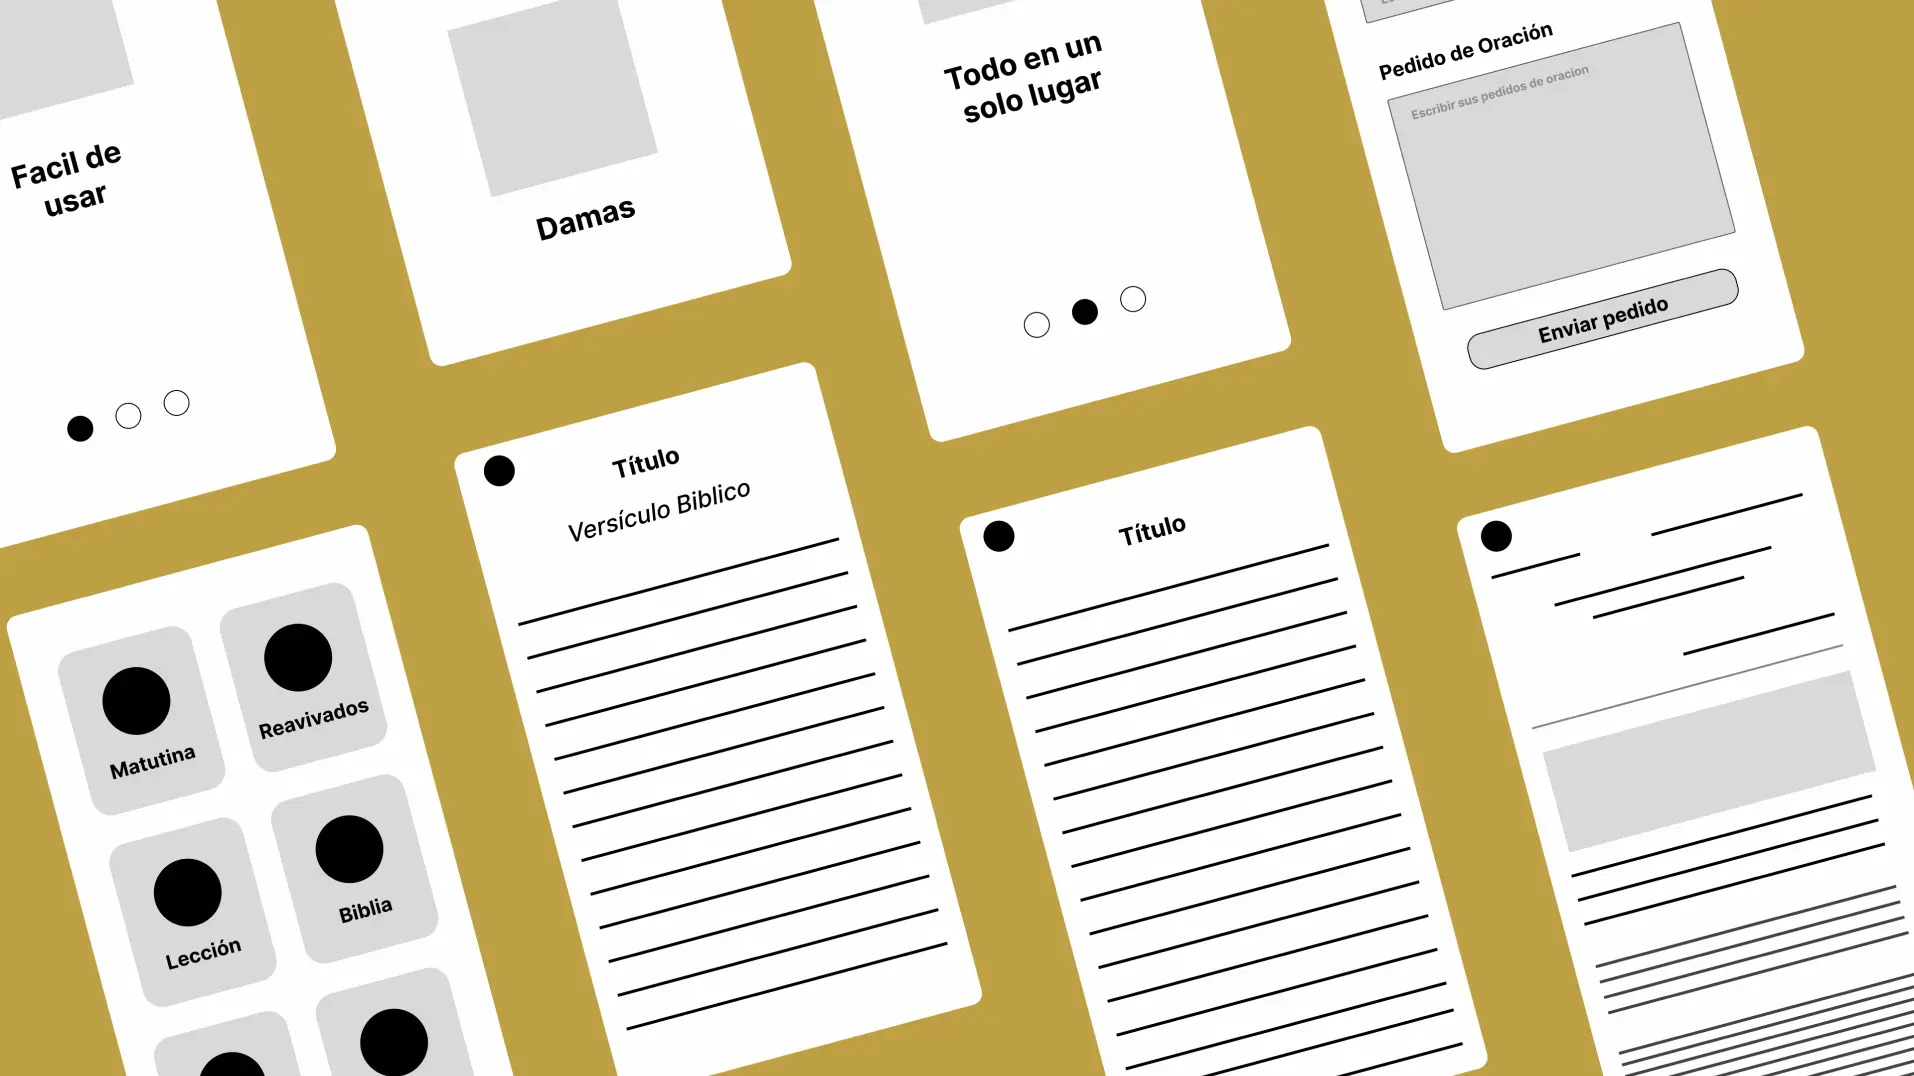 Facil de
usar
Damas
Todo en un
solo lugar
Pedido de Oración
Escribir sus pedidos de oracion
Enviar pedido
Matutina
Reavivados
Lección
Biblia
Título
Versículo Biblico
Título